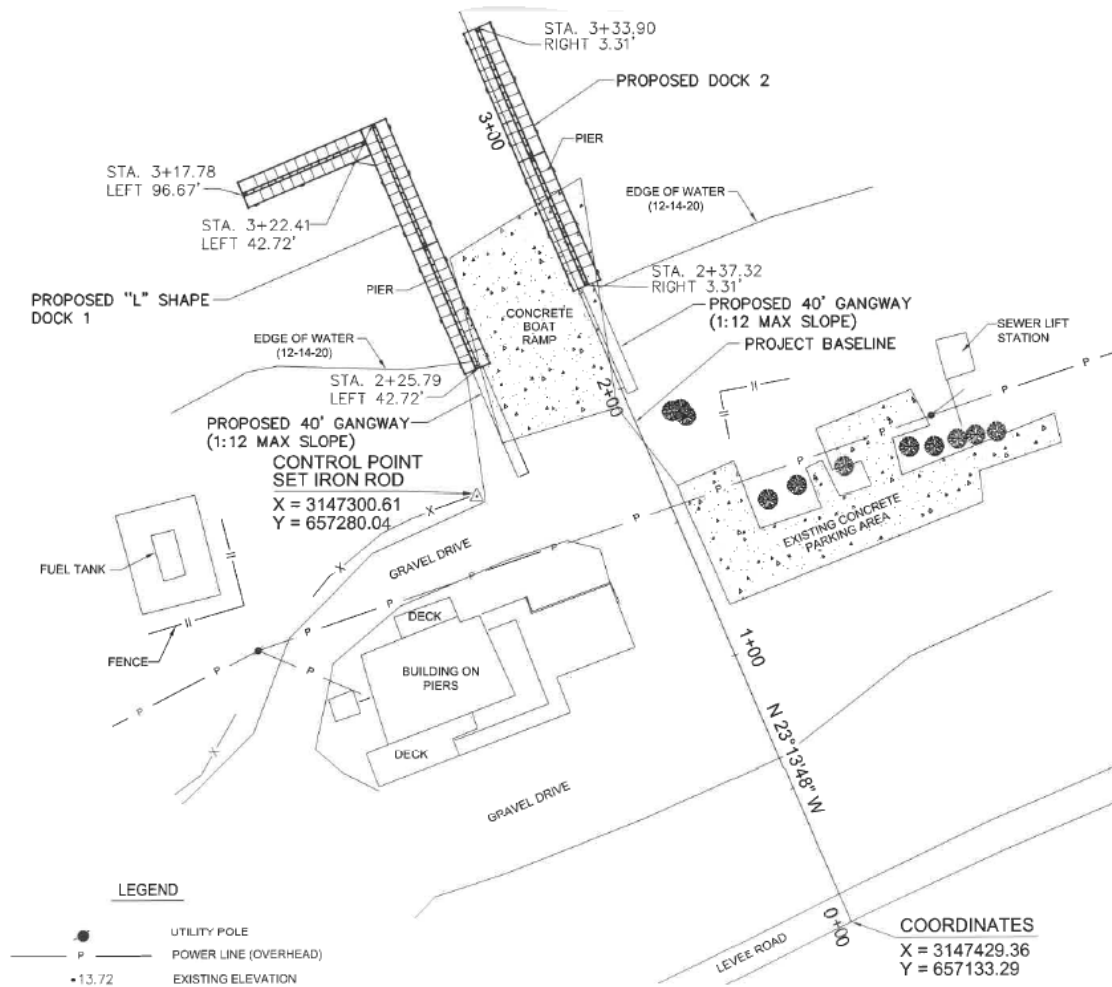 STA. 3+33.90
RIGHT 3.31'
PROPOSED DOCK 2
3+00
PIER
STA. 3+17.78
LEFT 96.67'
EDGE OF WATER
(12-14-20)
STA. 3+22.41
LEFT 42.72'
STA. 2+37.32
RIGHT 3.31'
PROPOSED "L" SHAPE
DOCK 1
PIER
PROPOSED 40' GANGWAY
(1:12 MAX SLOPE)
CONCRETE
BOAT
RAMP
SEWER LIFT
STATION
EDGE OF WATER
(12-14-20)
PROJECT BASELINE
STA. 2+25.79
LEFT 42.72'
2+00
P
PROPOSED 40' GANGWAY
(1:12 MAX SLOPE)
P
CONTROL POINT
SET IRON ROD
X = 3147300.61
Y = 657280.04
P
P
X
P
EXISTING CONCRETE
PARKING AREA
GRAVEL DRIVE
P
FUEL TANK
P
X
P
DECK
FENCE
P
1+00
BUILDING ON
PIERS
P
N 23°13'48" W
X
DECK
GRAVEL DRIVE
LEGEND
0+00
COORDINATES
X = 3147429.36
Y = 657133.29
LEVEE ROAD
UTILITY POLE
P
POWER LINE (OVERHEAD)
•13.72
EXISTING ELEVATION